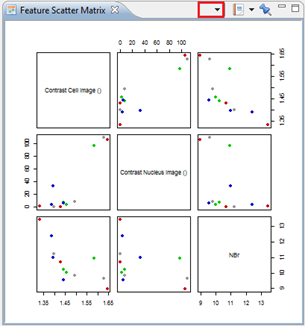 Feature Scatter Matrix
0 20 60 100
Contrast Cell Image ()
1.35 1.45 1.55 1.65
0 20 40 60 80 100
Contrast Nucleus Image ()
NBr
9 10 11 12 13
1.35 1.45 1.55 1.65
9 10 11 12 13